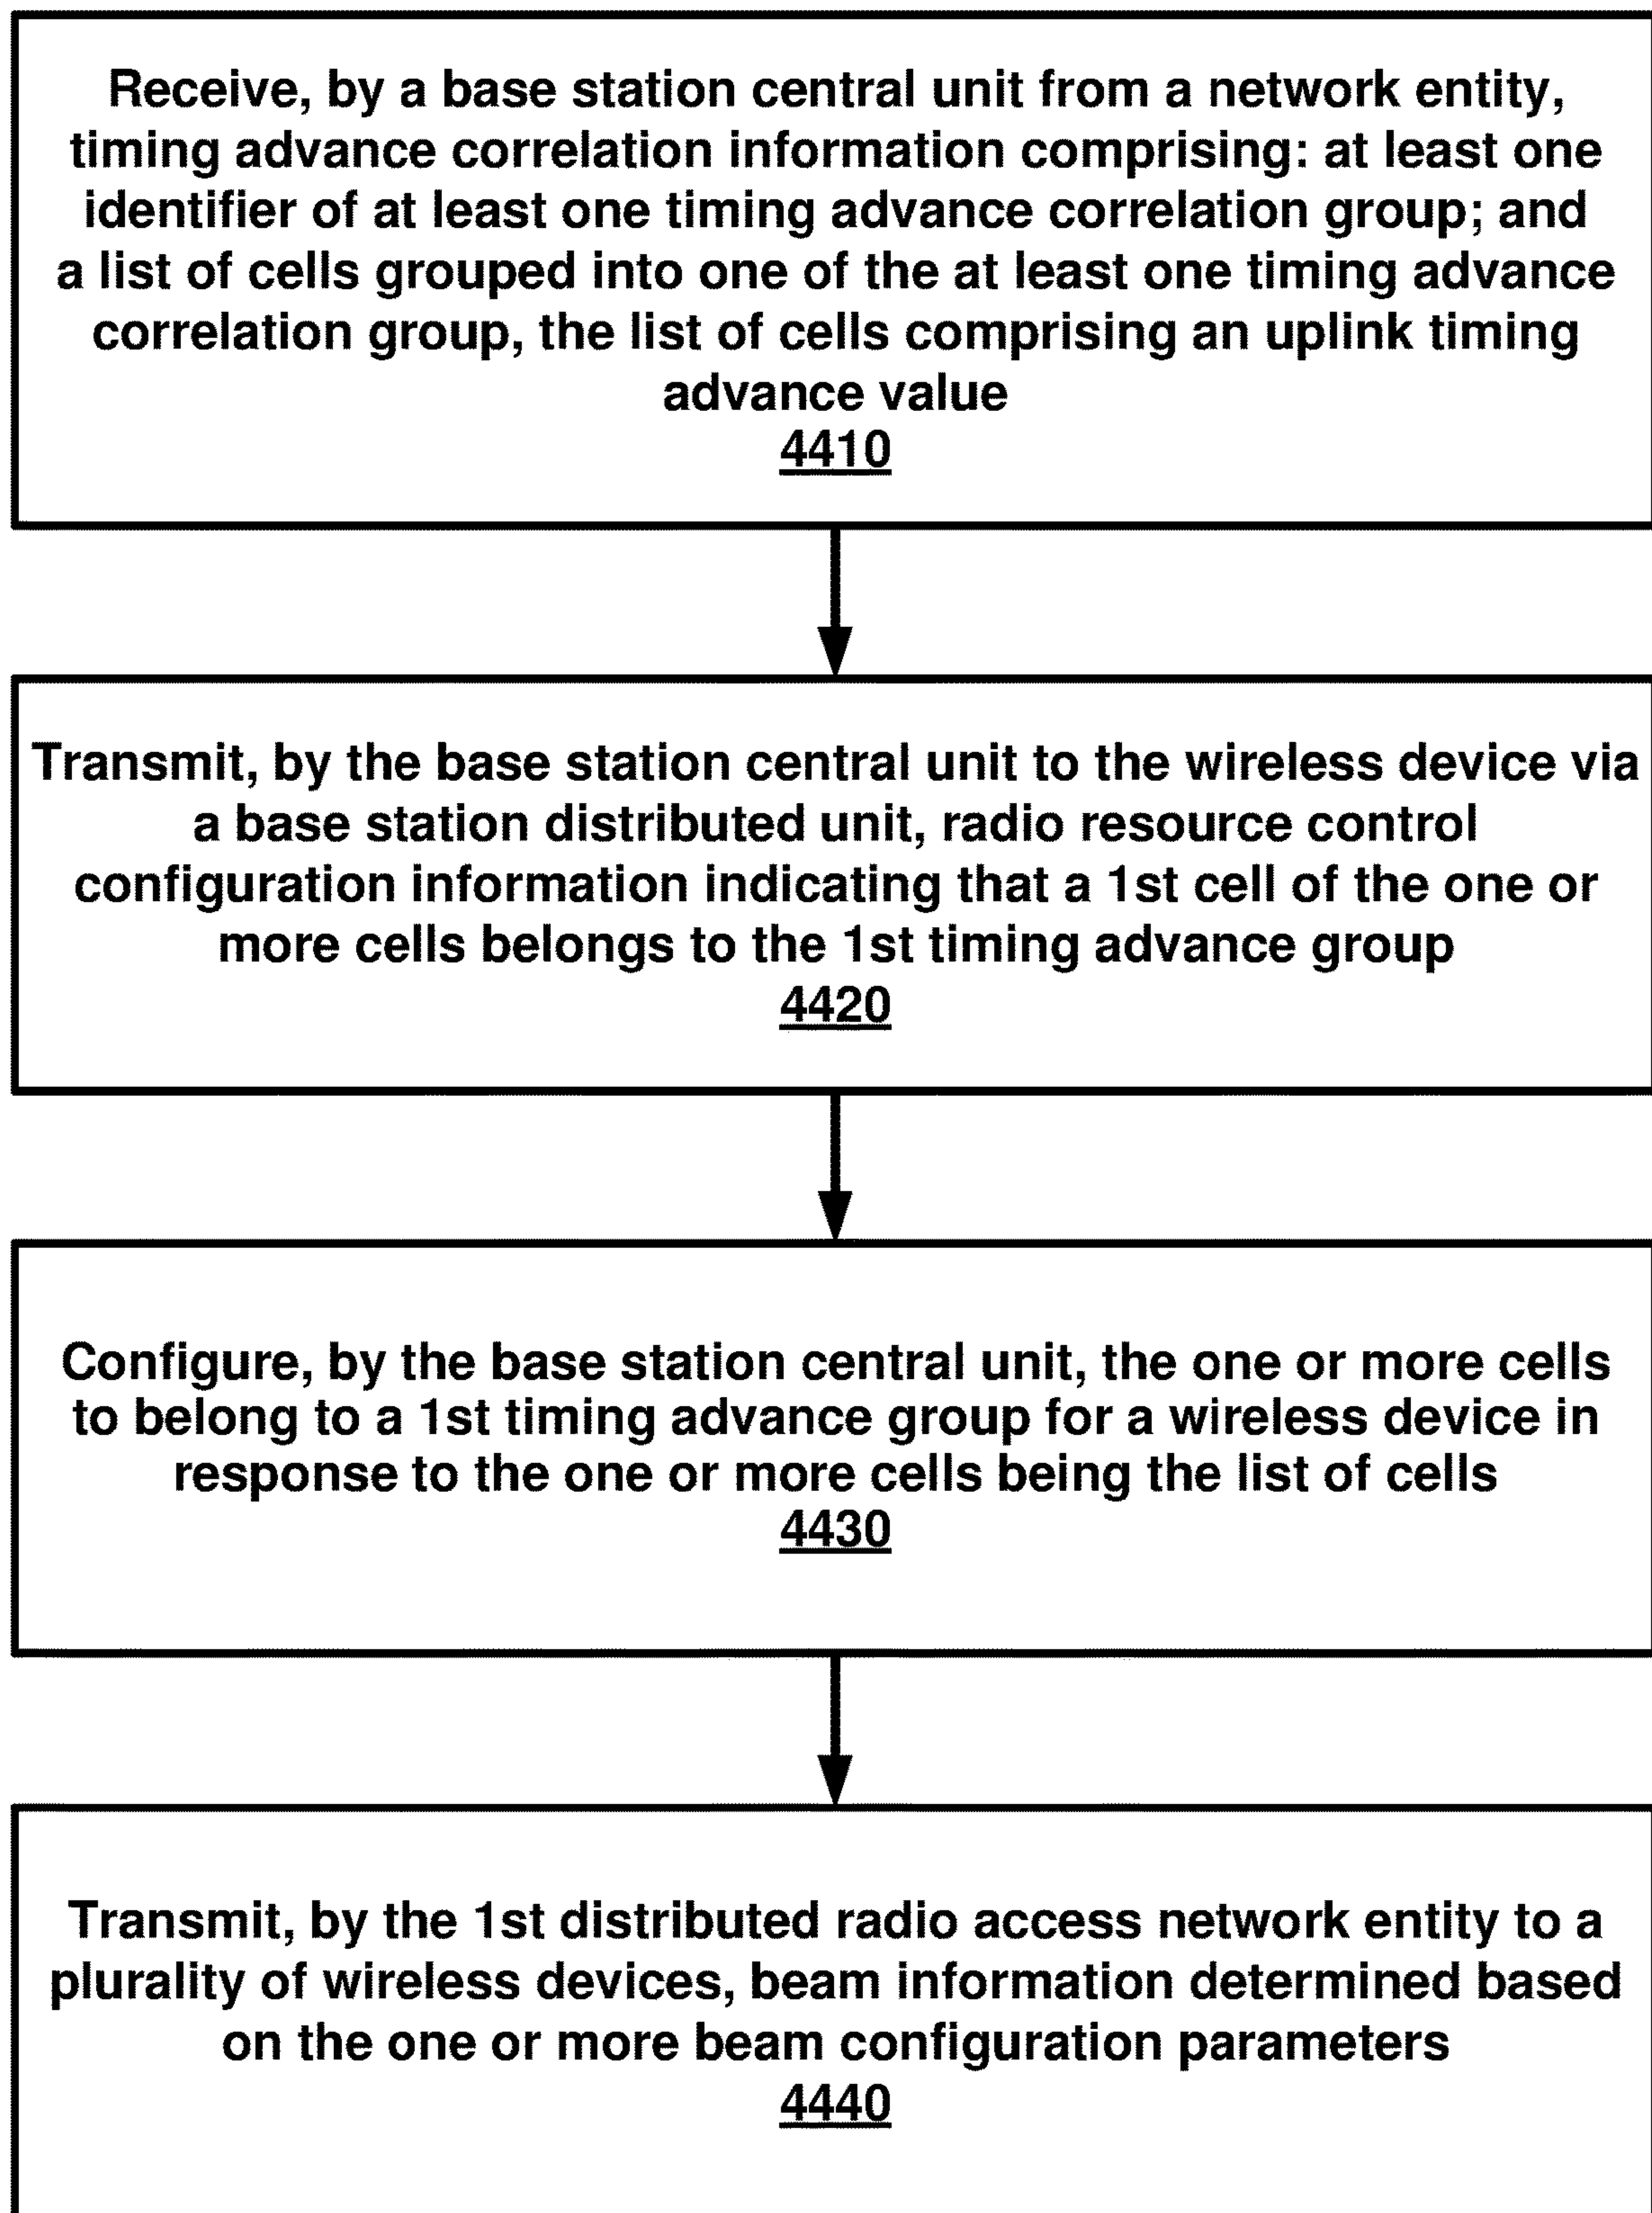 Receive, by a base station central unit from a network entity,
timing advance correlation information comprising: at least one
identifier of at least one timing advance correlation group; and
a list of cells grouped into one of the at least one timing advance
correlation group, the list of cells comprising an uplink timing
advance value
4410
Transmit, by the base station central unit to the wireless device via
a base station distributed unit, radio resource control
configuration information indicating that a 1st cell of the one or
more cells belongs to the 1st timing advance group
4420
Configure, by the base station central unit, the one or more cells
to belong to a 1st timing advance group for a wireless device in
response to the one or more cells being the list of cells
4430
Transmit, by the 1st distributed radio access network entity to a
plurality of wireless devices, beam information determined based
on the one or more beam configuration parameters
4440